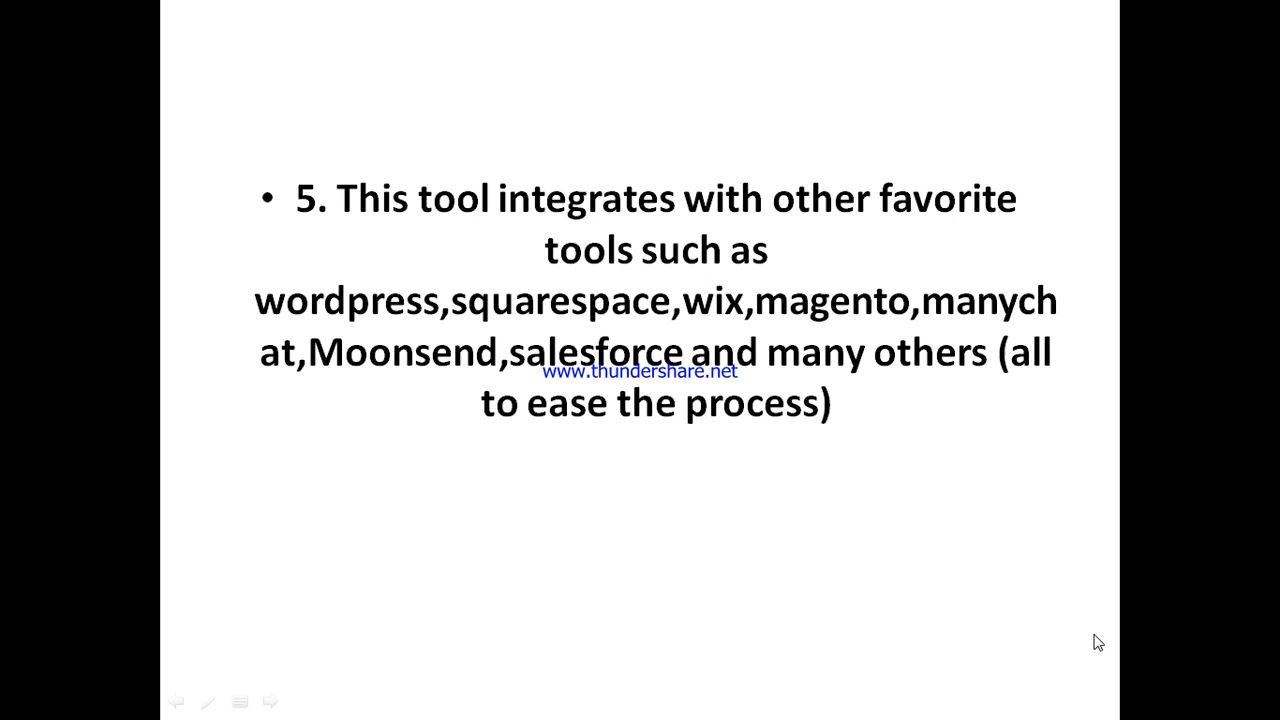 • 5. This tool integrates with other favorite
tools such as
wordpress,squarespace,wix,magento,manych
at,Moonsend,salesforce and many others (all
www.thundershare.net
to ease the process)